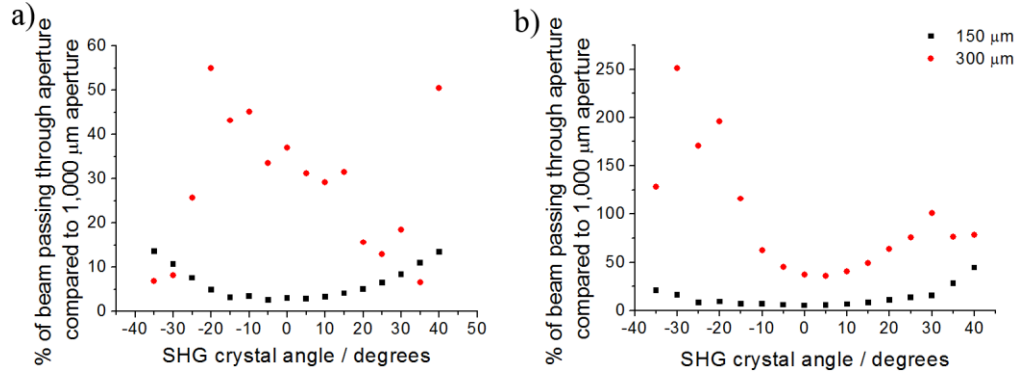 a)
% of beam passing through aperture
compared to 1,000 μm aperture
60
50
40
30
20
10
0
-40 -30 -20 -10 0 10 20 30 40 50
SHG crystal angle / degrees
b)
% of beam passing through aperture
compared to 1,000 μm aperture
250
200
150
100
50
0
-40 -30 -20 -10 0 10 20 30 40
SHG crystal angle / degrees
150 μm
300 μm